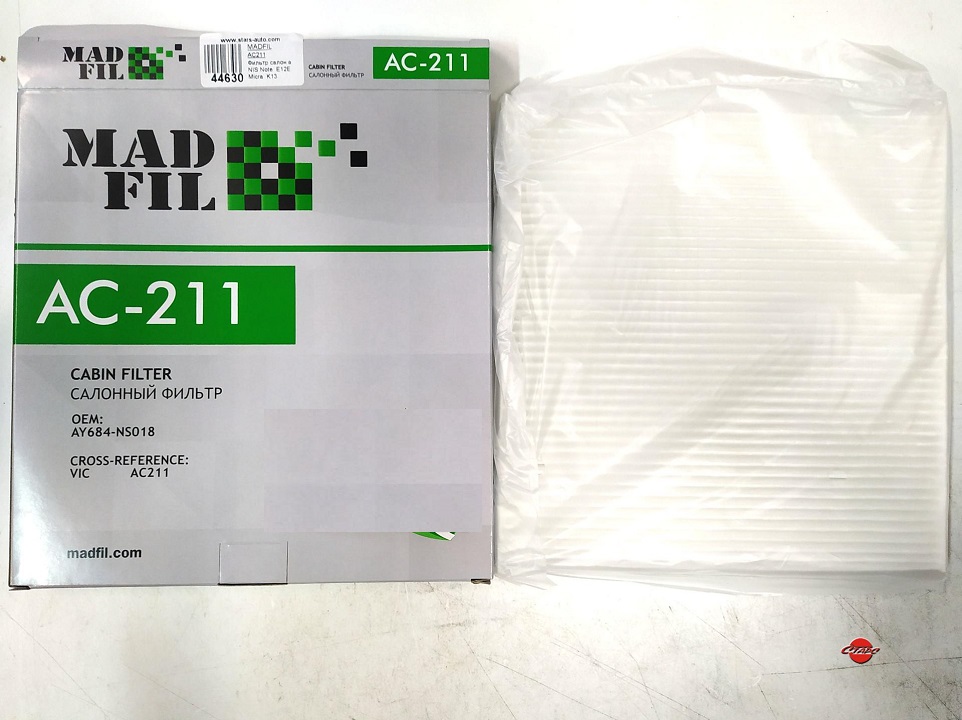 MAD
FIL
www.stars-auto.com
MADFIL
AC211
Фильтр салон а
NIS Note E12E
Micra K13
44630
CABIN FILTER
САЛОННЫЙ ФИЛЬТР
AC-211
MAD
FIL
AC-211
CABIN FILTER
САЛОННЫЙ ФИЛЬТР
OEM:
AY684-NS018
CROSS-REFERENCE:
VIC AC211
madfil.com
СТАРС